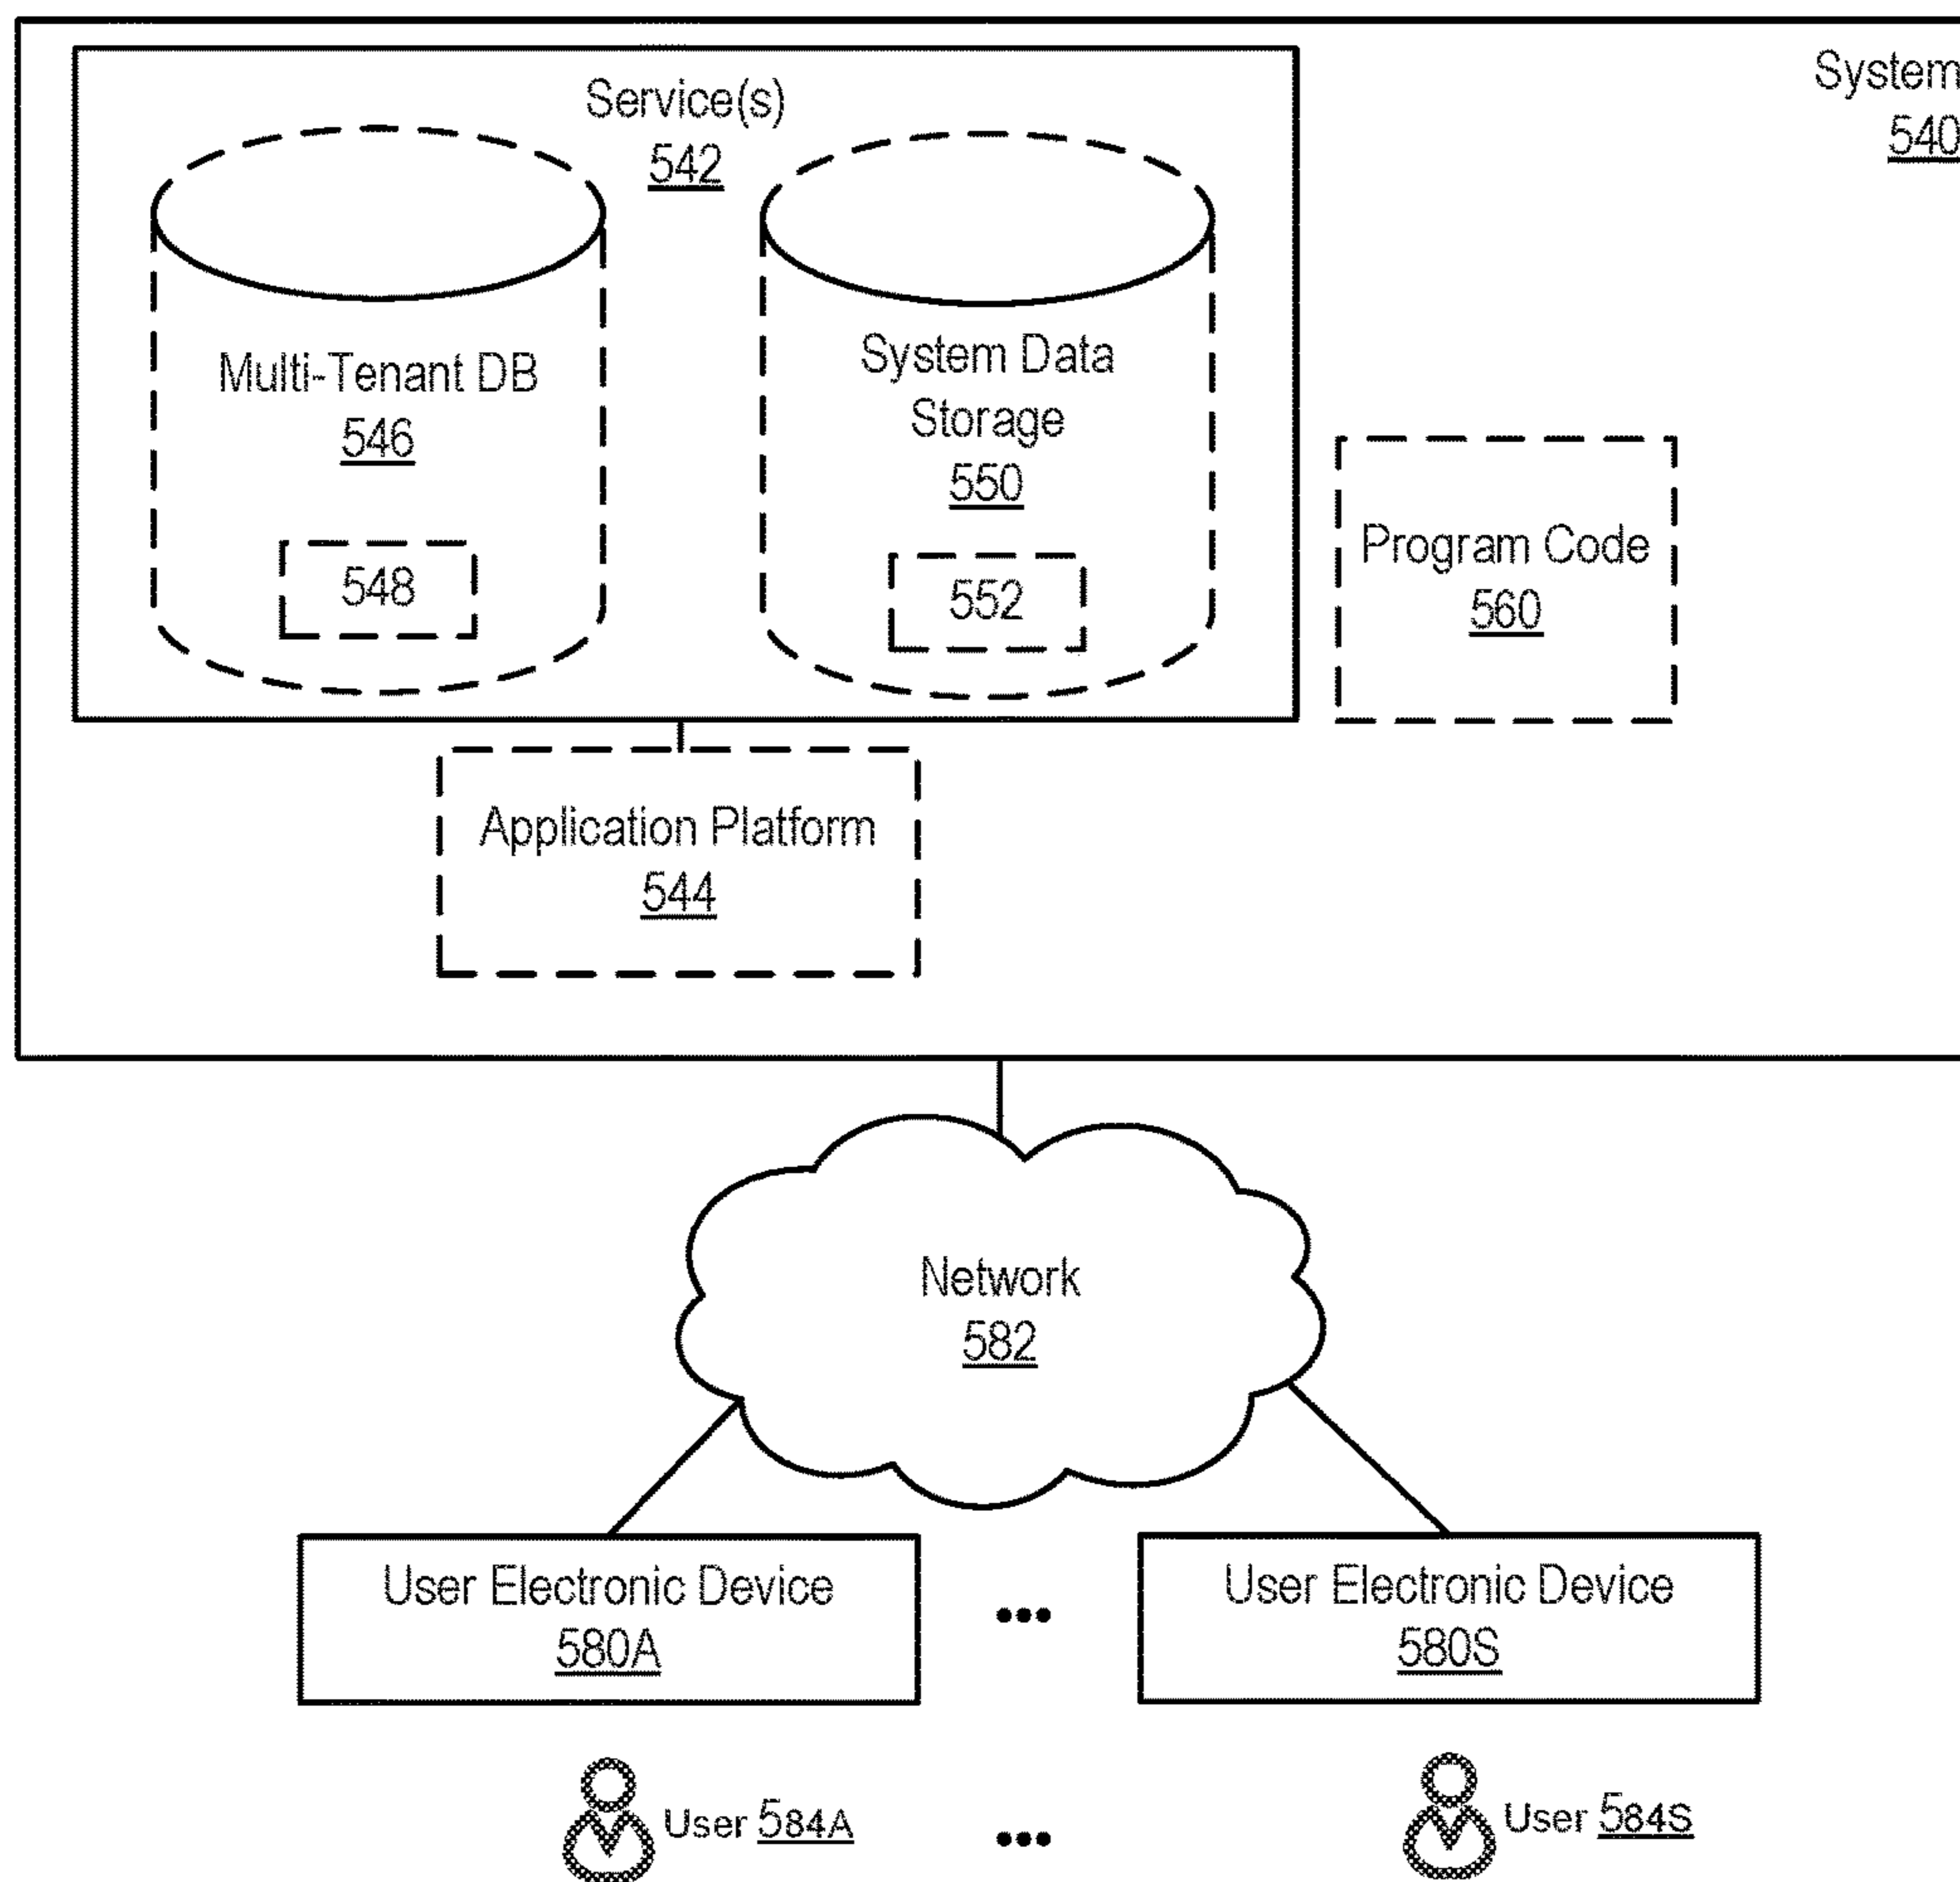 Service(s)
542
System
540
Multi-Tenant DB
546
548
System Data
Storage
550
552
Program Code
560
Application Platform
544
Network
582
User Electronic Device
580A
...
User Electronic Device
580S
User 584A
...
User 584S